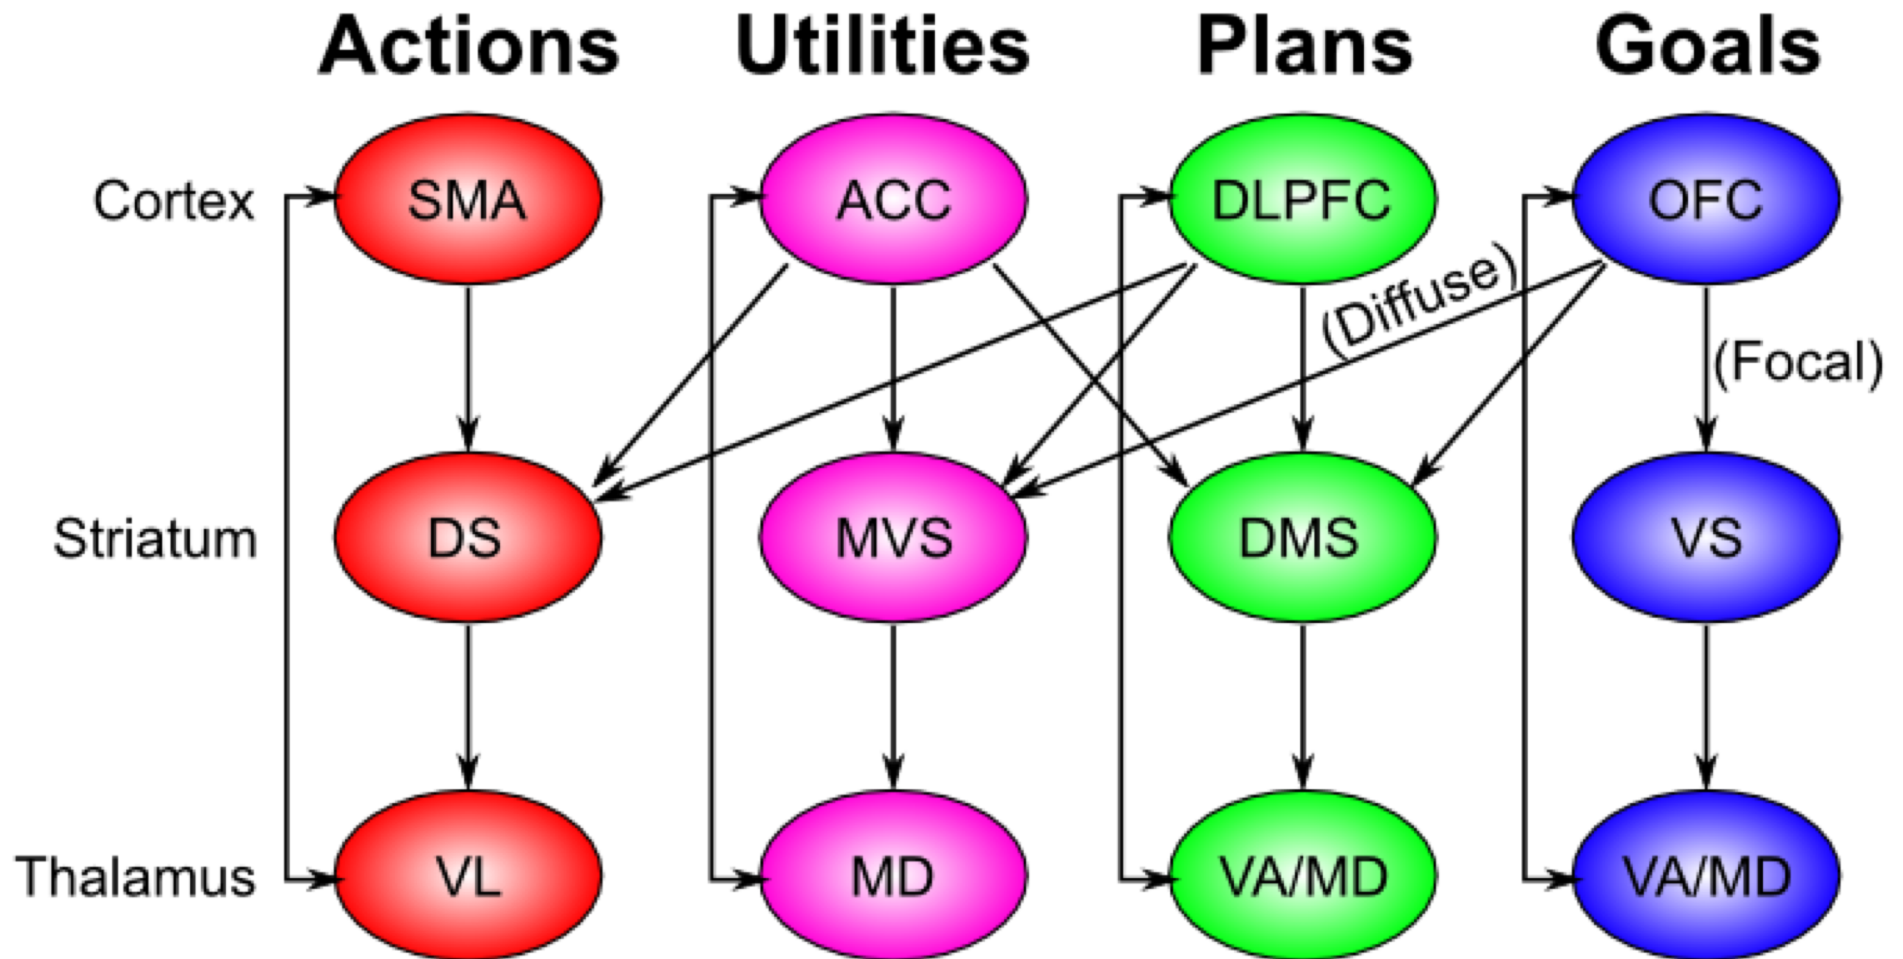 Actions Utilities Plans Goals
Cortex SMA ACC DLPFC OFC
(Diffuse)
(Focal)
Striatum DS MVS DMS VS
Thalamus VL MD VA/MD VA/MD